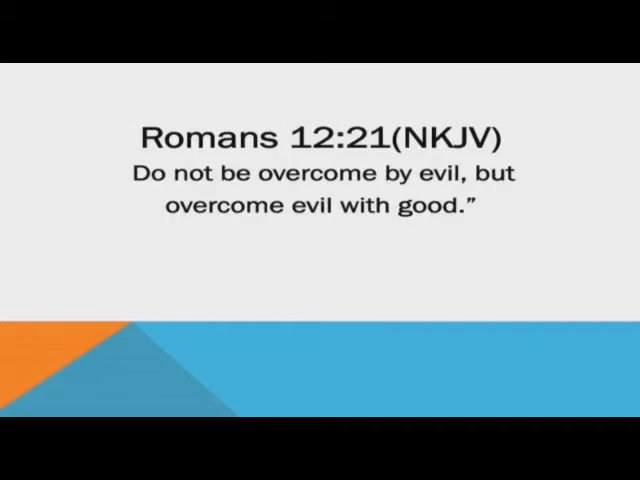 Romans 12:21(NKJV)
Do not be overcome by evil, but
overcome evil with good.”